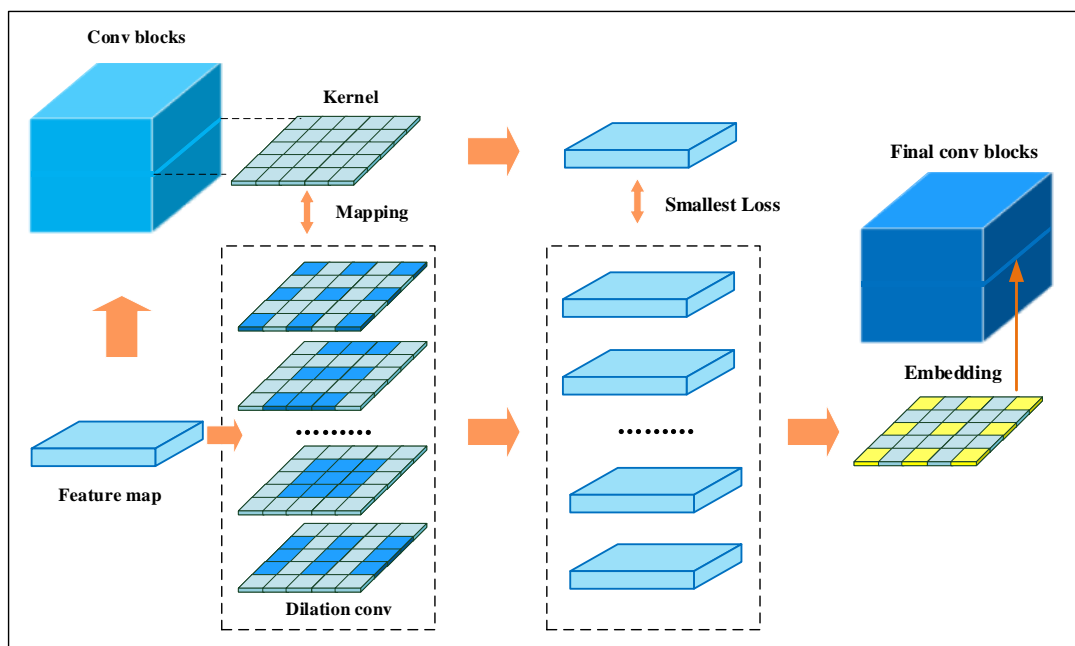 Conv blocks
Kernel
Final conv blocks
Mapping
Smallest Loss
Embedding
Feature map
Dilation conv